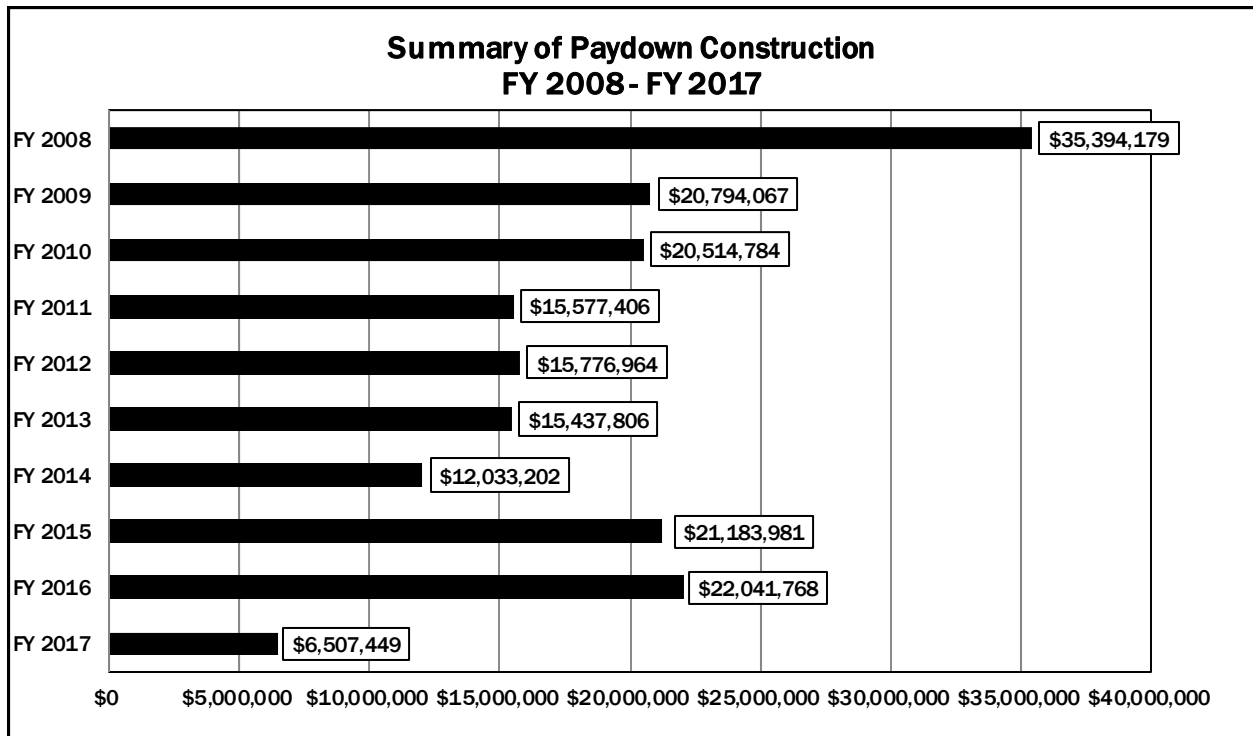 Summary of Paydown Construction
FY 2008 - FY 2017
FY 2008 $35,394,179
FY 2009 $20,794,067
FY 2010 $20,514,784
FY 2011 $15,577,406
FY 2012 $15,776,964
FY 2013 $15,437,806
FY 2014 $12,033,202
FY 2015 $21,183,981
FY 2016 $22,041,768
FY 2017 $6,507,449
$0 $5,000,000 $10,000,000 $15,000,000 $20,000,000 $25,000,000 $30,000,000 $35,000,000 $40,000,000